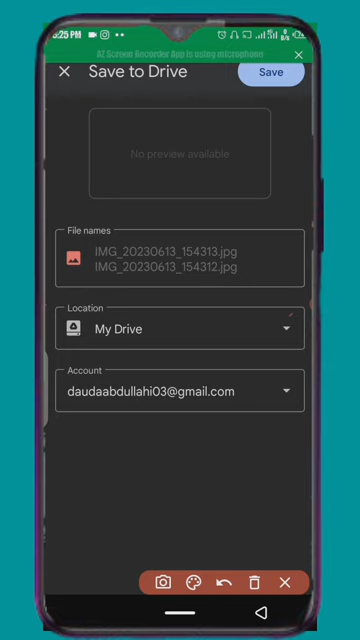 5:25 PM
AZ Screen Recorder App is using microphone
Save to Drive
Save
No preview available
File names
IMG_20230613_154313.jpg
IMG_20230613_154312.jpg
Location
My Drive
Account
daudaabdullahi03@gmail.com